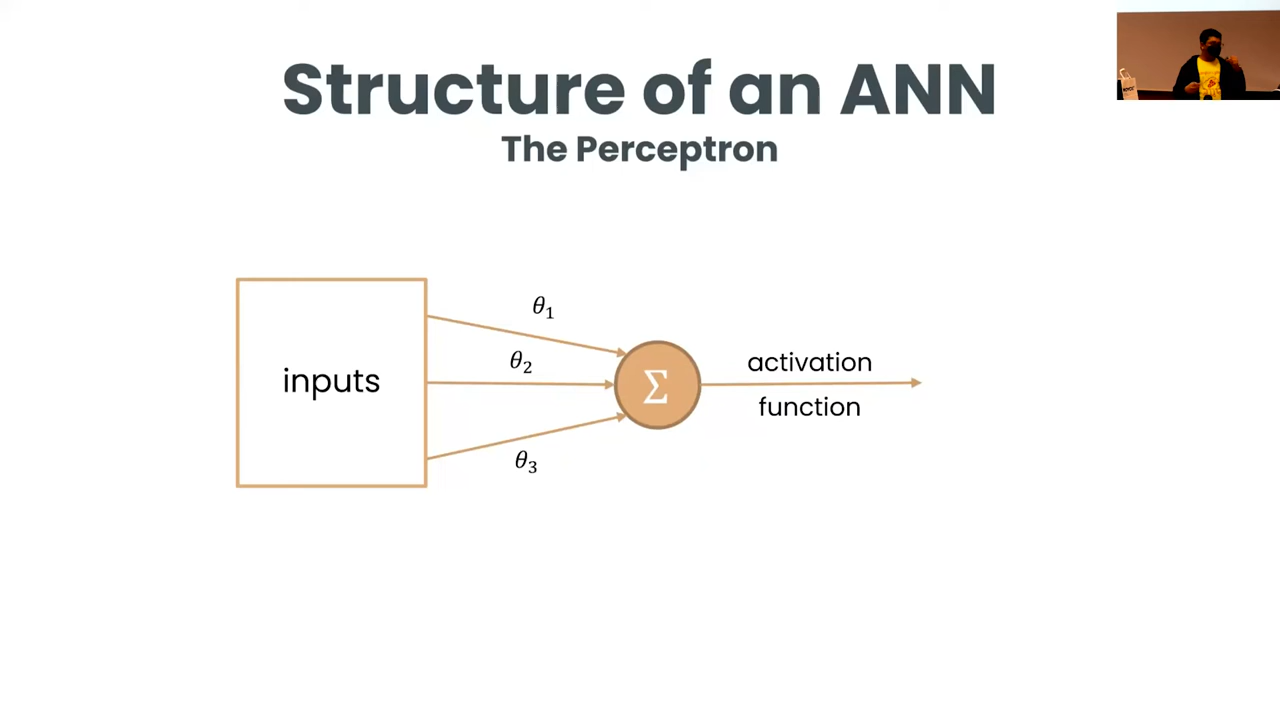 Structure of an ANN
The Perceptron
inputs
θ₁
θ₂
θ₃
Σ
activation
function